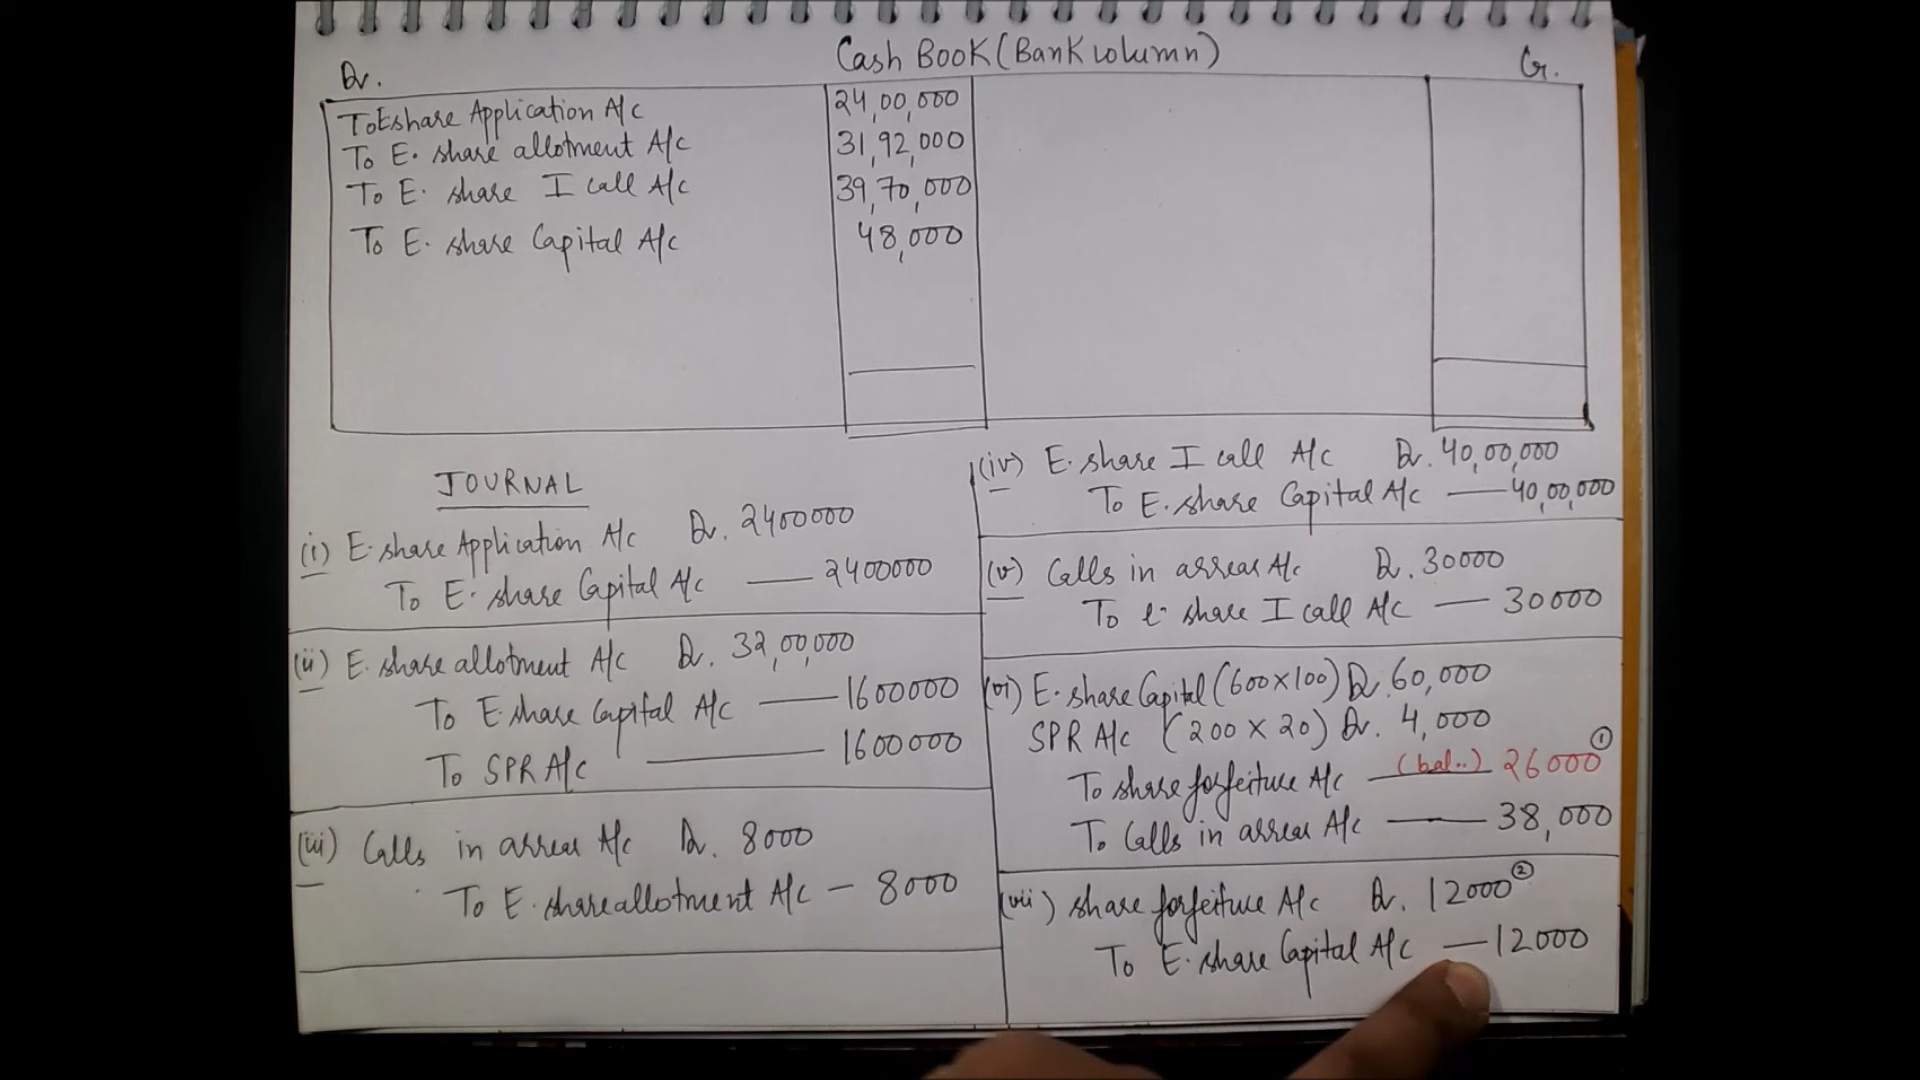 Cash Book (Bank column)
Dr.
Cr.
To E share Application A/c 24,00,000
To E. share allotment A/c 31,92,000
To E. share I call A/c 39,70,000
To E. share Capital A/c 48,000
JOURNAL
(i) E. share Application A/c Dr. 2400000
To E. share Capital A/c — 2400000
(ii) E. share allotment A/c Dr. 32,00,000
To E share Capital A/c — 1600000
To SPR A/c — 1600000
(iii) Calls in arrear A/c Dr. 8000
To E. share allotment A/c — 8000
(iv) E. share I call A/c Dr. 40,00,000
To E. share Capital A/c — 40,00,000
(v) Calls in arrear A/c Dr. 30000
To E. share I call A/c — 30000
(vi) E. share Capital (600 x 100) Dr. 60,000
SPR A/c (200 x 20) Dr. 4,000
To share forfeiture A/c — (bal..) 26000 ①
To Calls in arrear A/c — 38,000
(vii) share forfeiture A/c Dr. 12000 ②
To E. share Capital A/c — 12000